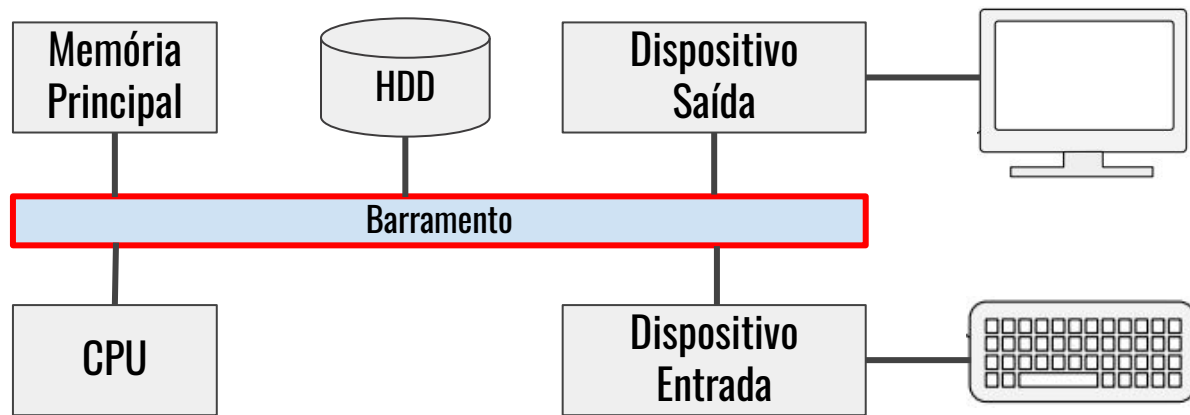 Memória
Principal
HDD
Dispositivo
Saída
Barramento
CPU
Dispositivo
Entrada